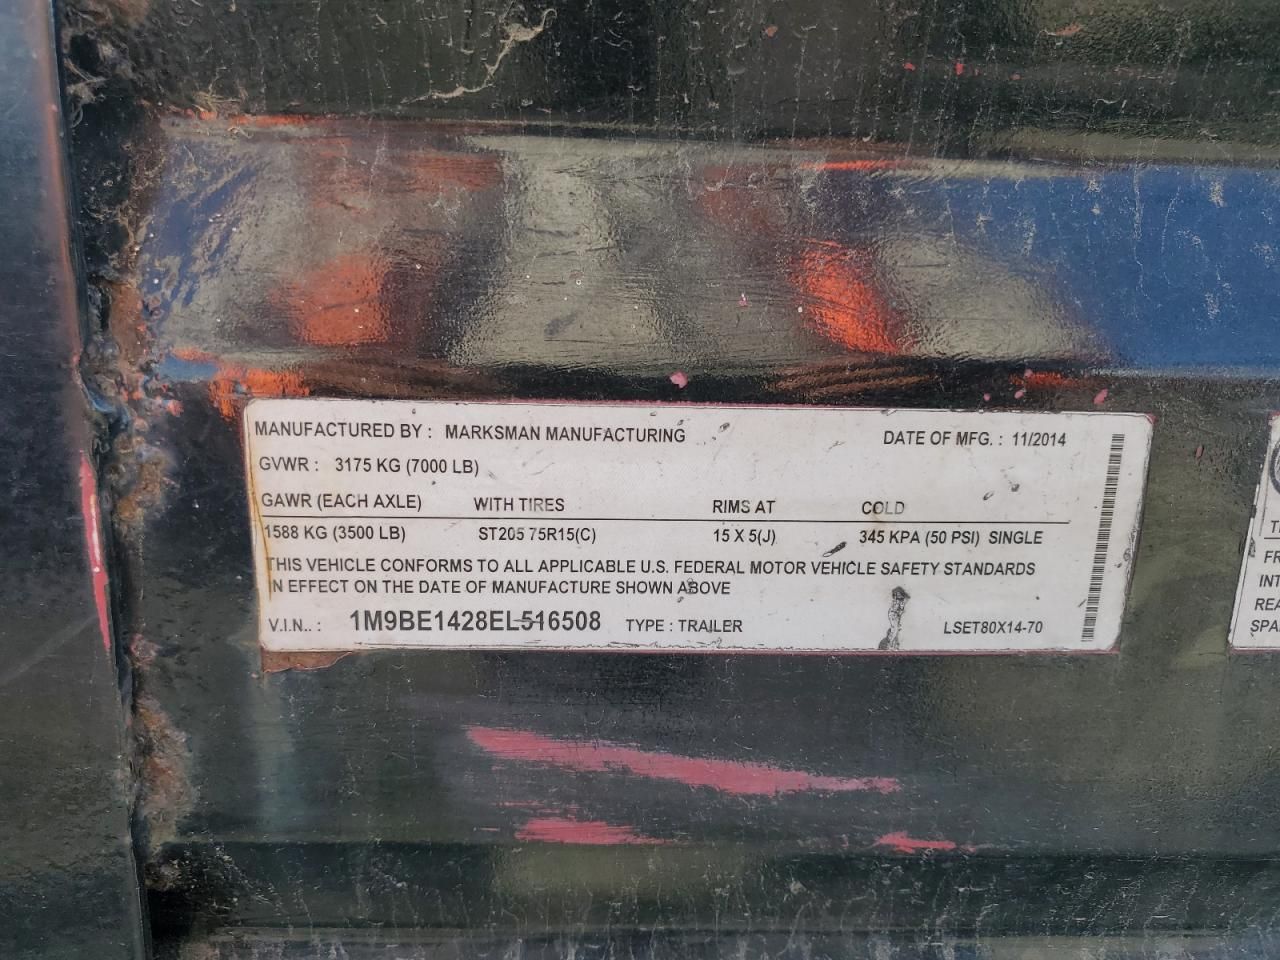 MANUFACTURED BY : MARKSMAN MANUFACTURING DATE OF MFG. : 11/2014
GVWR : 3175 KG (7000 LB)
GAWR (EACH AXLE) WITH TIRES RIMS AT COLD
1588 KG (3500 LB) ST205 75R15(C) 15 X 5(J) 345 KPA (50 PSI) SINGLE
THIS VEHICLE CONFORMS TO ALL APPLICABLE U.S. FEDERAL MOTOR VEHICLE SAFETY STANDARDS
IN EFFECT ON THE DATE OF MANUFACTURE SHOWN ABOVE
V.I.N.. : 1M9BE1428EL516508 TYPE : TRAILER LSET80X14-70